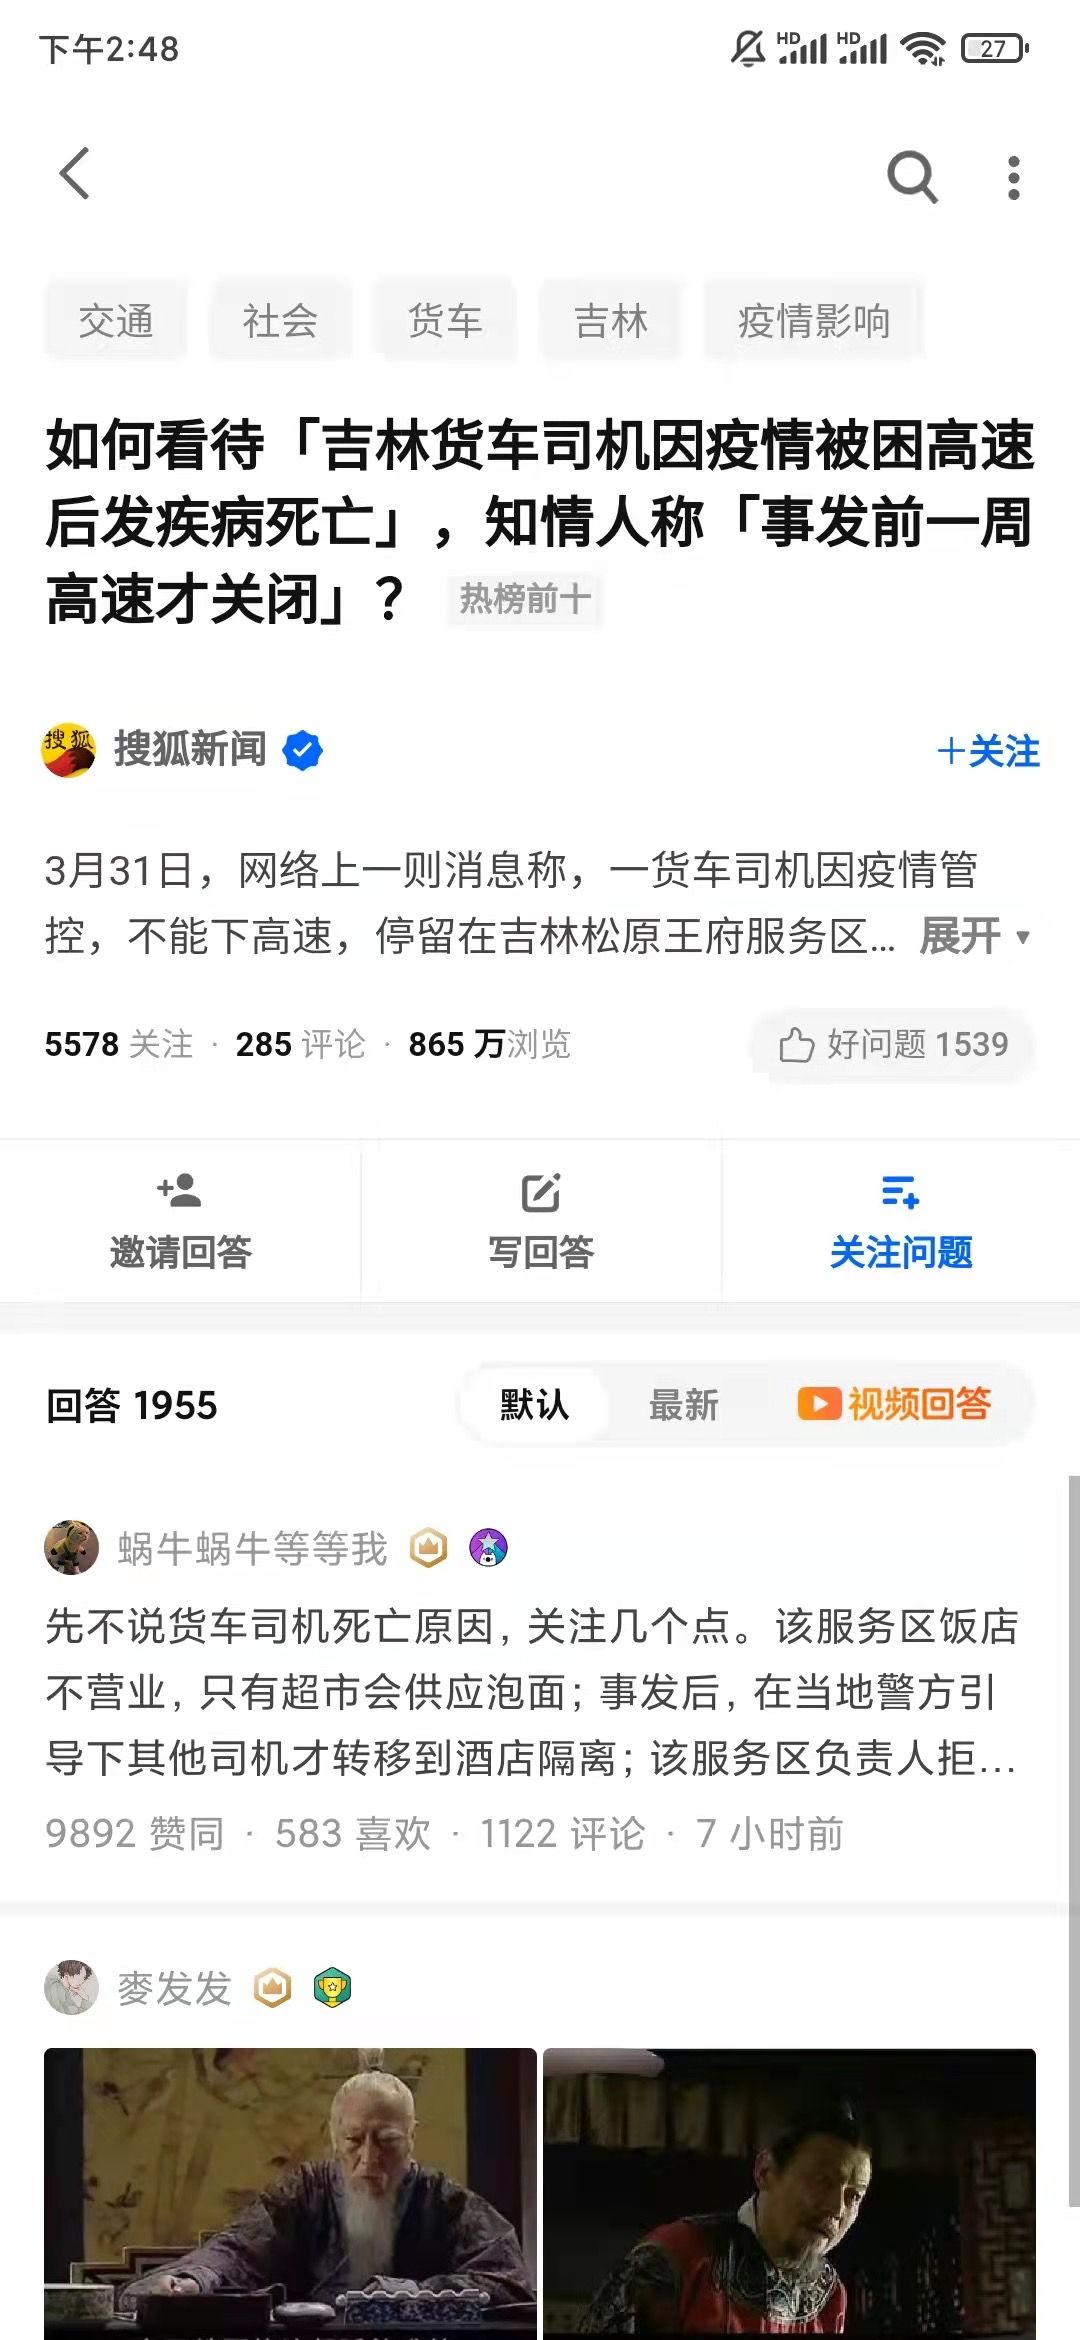 下午2:48
HD
HD
27
交通
社会
货车
吉林
疫情影响
如何看待「吉林货车司机因疫情被困高速
后发疾病死亡」，知情人称「事发前一周
高速才关闭」？ 热榜前十
搜狐
搜狐新闻
+关注
3月31日，网络上一则消息称，一货车司机因疫情管
控，不能下高速，停留在吉林松原王府服务区... 展开
5578 关注 · 285 评论 · 865 万浏览
好问题 1539
邀请回答
写回答
关注问题
回答 1955
默认
最新
视频回答
蜗牛蜗牛等等我
先不说货车司机死亡原因, 关注几个点。该服务区饭店
不营业, 只有超市会供应泡面; 事发后, 在当地警方引
导下其他司机才转移到酒店隔离; 该服务区负责人拒...
9892 赞同 · 583 喜欢 · 1122 评论 · 7 小时前
麥发发